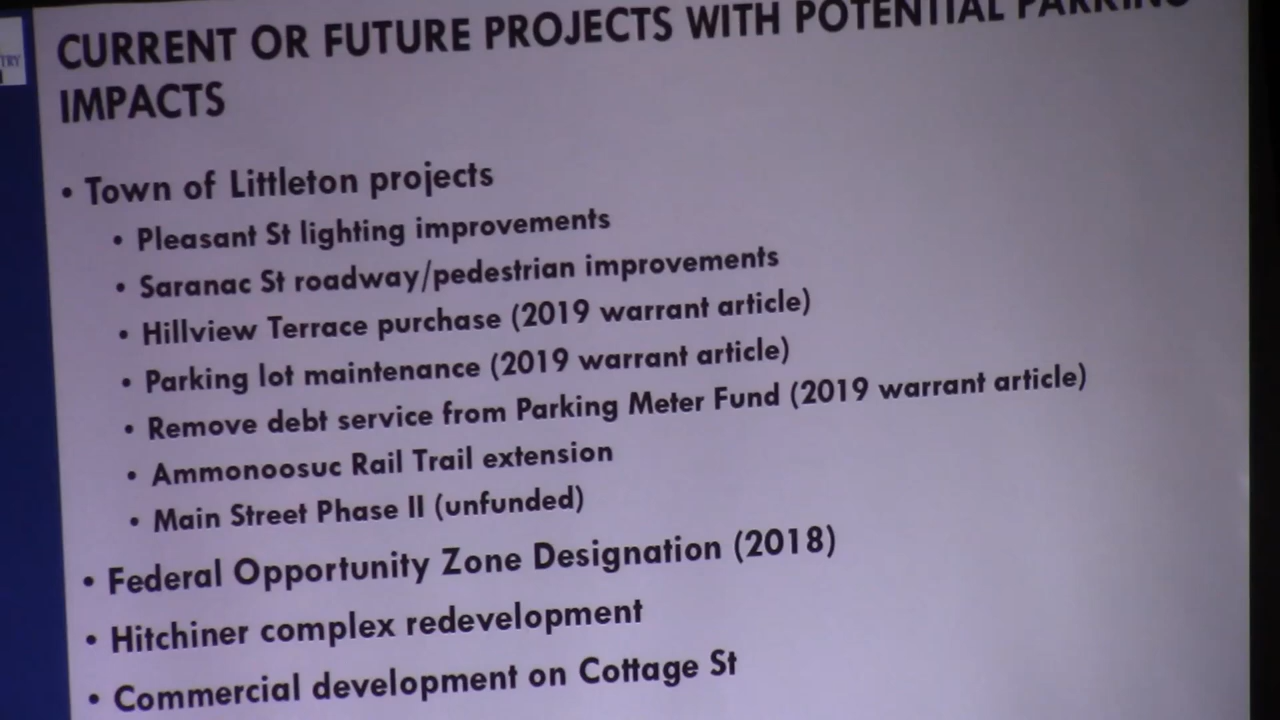 TRY
CURRENT OR FUTURE PROJECTS WITH POTENTIAL PARKING
IMPACTS
• Town of Littleton projects
• Pleasant St lighting improvements
• Saranac St roadway/pedestrian improvements
• Hillview Terrace purchase (2019 warrant article)
• Parking lot maintenance (2019 warrant article)
• Remove debt service from Parking Meter Fund (2019 warrant article)
• Ammonoosuc Rail Trail extension
• Main Street Phase II (unfunded)
• Federal Opportunity Zone Designation (2018)
• Hitchiner complex redevelopment
• Commercial development on Cottage St